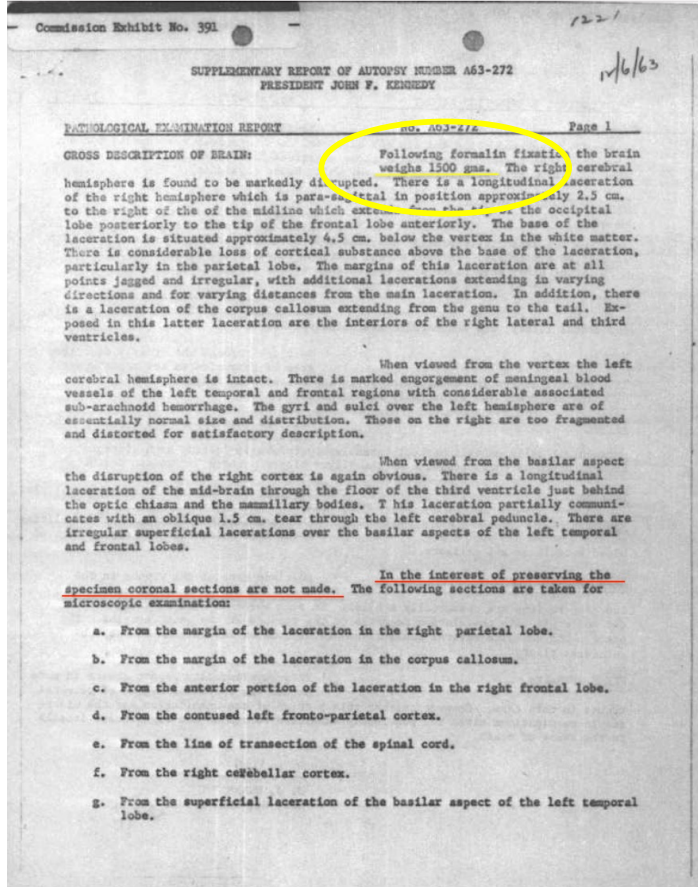 Commission Exhibit No. 391
1221
12/6/63
SUPPLEMENTARY REPORT OF AUTOPSY NUMBER A63-272
PRESIDENT JOHN F. KENNEDY
PATHOLOGICAL EXAMINATION REPORT No. A63-272 Page 1
GROSS DESCRIPTION OF BRAIN: Following formalin fixation the brain
weighs 1500 gms. The right cerebral
hemisphere is found to be markedly disrupted. There is a longitudinal laceration
of the right hemisphere which is para-sagittal in position approximately 2.5 cm.
to the right of the of the midline which extends from the tip of the occipital
lobe posteriorly to the tip of the frontal lobe anteriorly. The base of the
laceration is situated approximately 4.5 cm. below the vertex in the white matter.
There is considerable loss of cortical substance above the base of the laceration,
particularly in the parietal lobe. The margins of this laceration are at all
points jagged and irregular, with additional lacerations extending in varying
directions and for varying distances from the main laceration. In addition, there
is a laceration of the corpus callosum extending from the genu to the tail. Ex-
posed in this latter laceration are the interiors of the right lateral and third
ventricles.
When viewed from the vertex the left
cerebral hemisphere is intact. There is marked engorgement of meningeal blood
vessels of the left temporal and frontal regions with considerable associated
sub-arachnoid hemorrhage. The gyri and sulci over the left hemisphere are of
essentially normal size and distribution. Those on the right are too fragmented
and distorted for satisfactory description.
When viewed from the basilar aspect
the disruption of the right cortex is again obvious. There is a longitudinal
laceration of the mid-brain through the floor of the third ventricle just behind
the optic chiasm and the mammillary bodies. T his laceration partially communi-
cates with an oblique 1.5 cm. tear through the left cerebral peduncle. There are
irregular superficial lacerations over the basilar aspects of the left temporal
and frontal lobes.
In the interest of preserving the
specimen coronal sections are not made. The following sections are taken for
microscopic examination:
a. From the margin of the laceration in the right parietal lobe.
b. From the margin of the laceration in the corpus callosum.
c. From the anterior portion of the laceration in the right frontal lobe.
d. From the contused left fronto-parietal cortex.
e. From the line of transection of the spinal cord.
f. From the right cerebellar cortex.
g. From the superficial laceration of the basilar aspect of the left temporal
lobe.